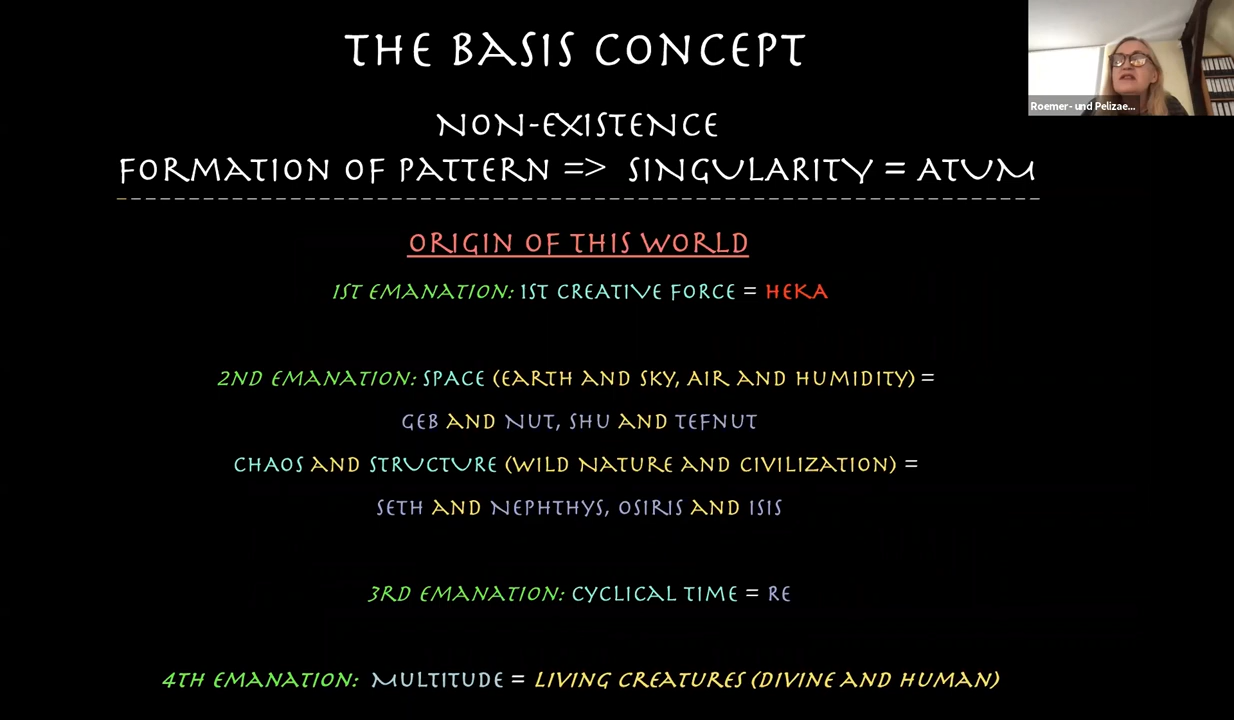 THE BASIS CONCEPT
NON-EXISTENCE
FORMATION OF PATTERN => SINGULARITY = ATUM
ORIGIN OF THIS WORLD
1ST EMANATION: 1ST CREATIVE FORCE = HEKA
2ND EMANATION: SPACE (EARTH AND SKY, AIR AND HUMIDITY) =
GEB AND NUT, SHU AND TEFNUT
CHAOS AND STRUCTURE (WILD NATURE AND CIVILIZATION) =
SETH AND NEPHTHYS, OSIRIS AND ISIS
3RD EMANATION: CYCLICAL TIME = RE
4TH EMANATION: MULTITUDE = LIVING CREATURES (DIVINE AND HUMAN)
Roemer- und Pelizae...